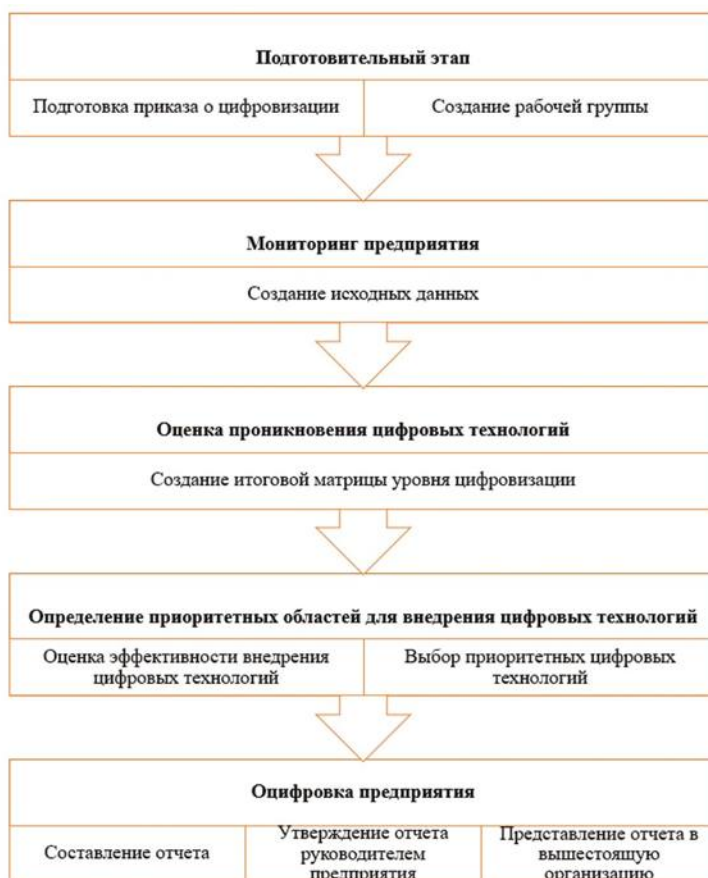 Подготовительный этап
Подготовка приказа о цифровизации
Создание рабочей группы
Мониторинг предприятия
Создание исходных данных
Оценка проникновения цифровых технологий
Создание итоговой матрицы уровня цифровизации
Определение приоритетных областей для внедрения цифровых технологий
Оценка эффективности внедрения
цифровых технологий
Выбор приоритетных цифровых
технологий
Оцифровка предприятия
Составление отчета
Утверждение отчета
руководителем
предприятия
Представление отчета в
вышестоящую
организацию